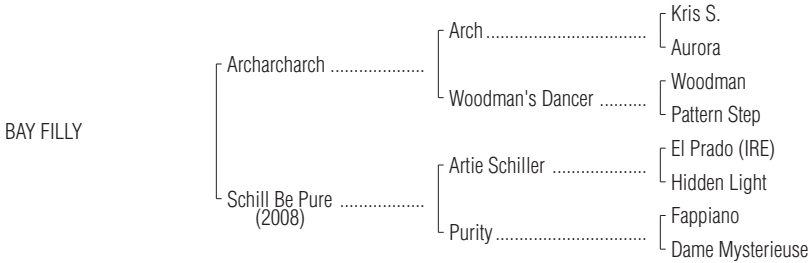 Kris S.
Arch ..................................
Aurora
Archarcharch ....................
Woodman
Woodman's Dancer ..........
Pattern Step
BAY FILLY
El Prado (IRE)
Artie Schiller ....................
Hidden Light
Schill Be Pure ..................
(2008)
Fappiano
Purity ................................
Dame Mysterieuse